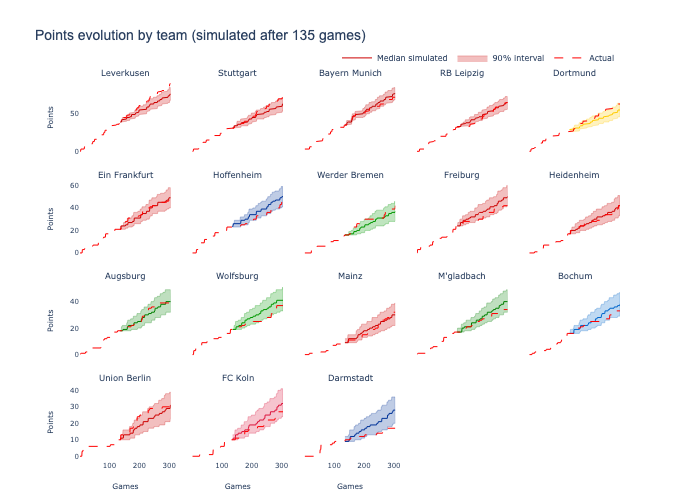 Points evolution by team (simulated after 135 games)
Median simulated 90% interval Actual
Leverkusen Stuttgart Bayern Munich RB Leipzig Dortmund
Points
50
0
Ein Frankfurt Hoffenheim Werder Bremen Freiburg Heidenheim
Points
60
40
20
0
Augsburg Wolfsburg Mainz M'gladbach Bochum
Points
40
20
0
Union Berlin FC Koln Darmstadt
Points
40
30
20
10
0
100 200 300 100 200 300 100 200 300
Games Games Games